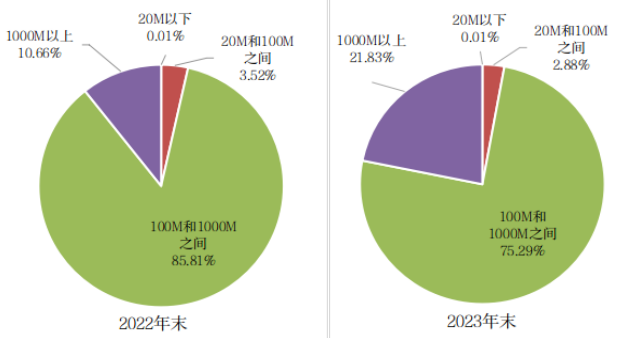 20M以下
0.01%
1000M以上
10.66%
20M和100M
之间
3.52%
100M和1000M
之间
85.81%
2022年末
20M以下
0.01%
1000M以上
21.83%
20M和100M
之间
2.88%
100M和
1000M之间
75.29%
2023年末